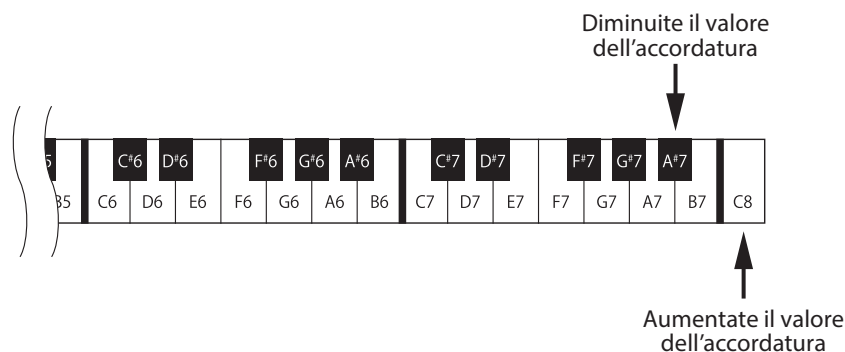 Diminuite il valore
dell'accordatura
C#6 D#6 F#6 G#6 A#6 C#7 D#7 F#7 G#7 A#7
C6 D6 E6 F6 G6 A6 B6 C7 D7 E7 F7 G7 A7 B7 C8
Aumentate il valore
dell'accordatura